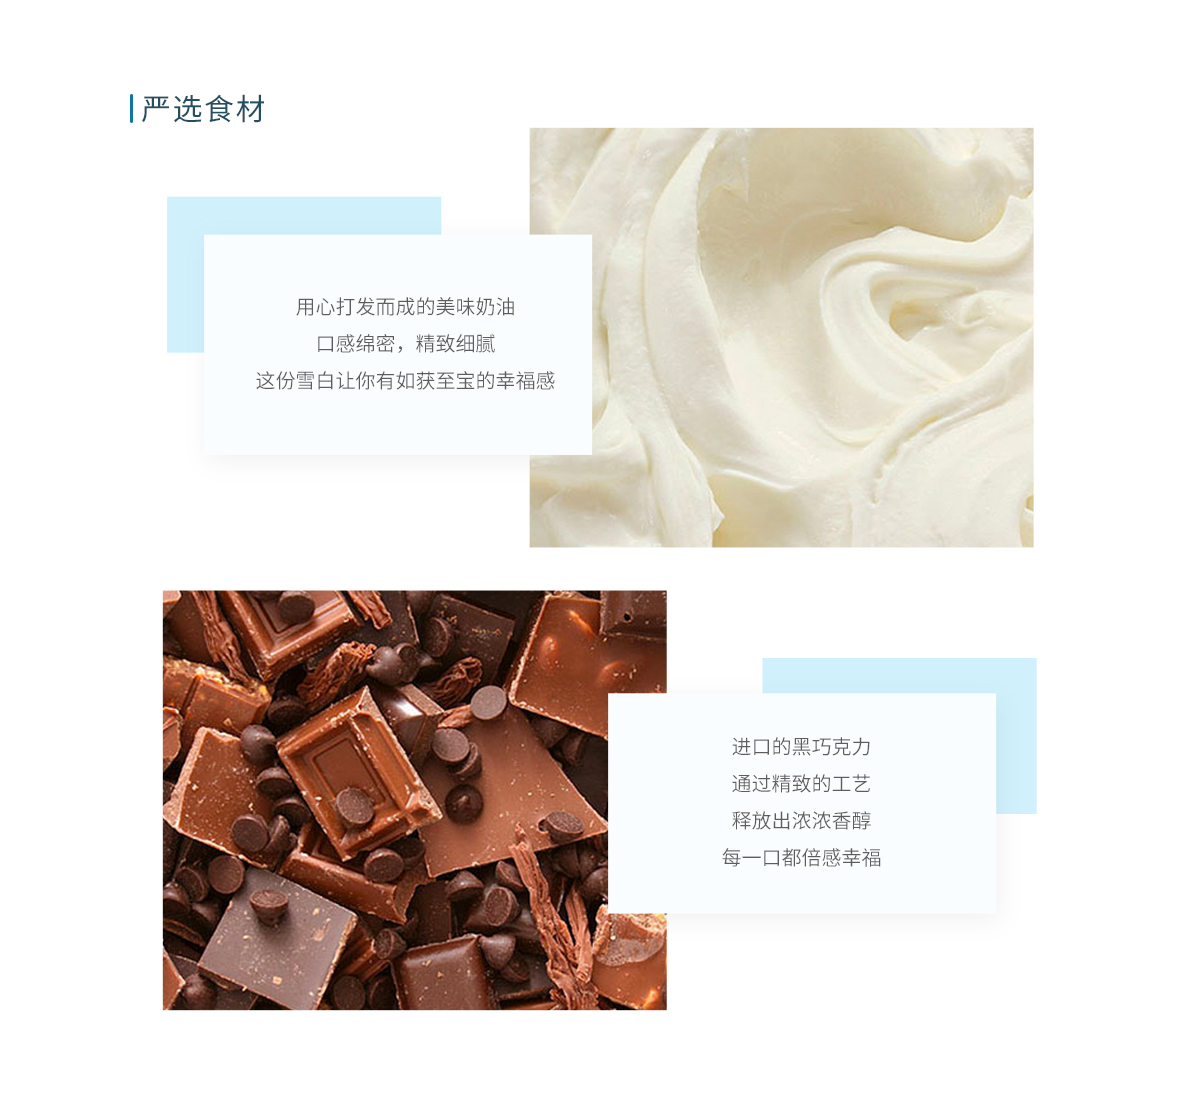 严选食材
用心打发而成的美味奶油
口感绵密，精致细腻
这份雪白让你有如获至宝的幸福感
进口的黑巧克力
通过精致的工艺
释放出浓浓香醇
每一口都倍感幸福